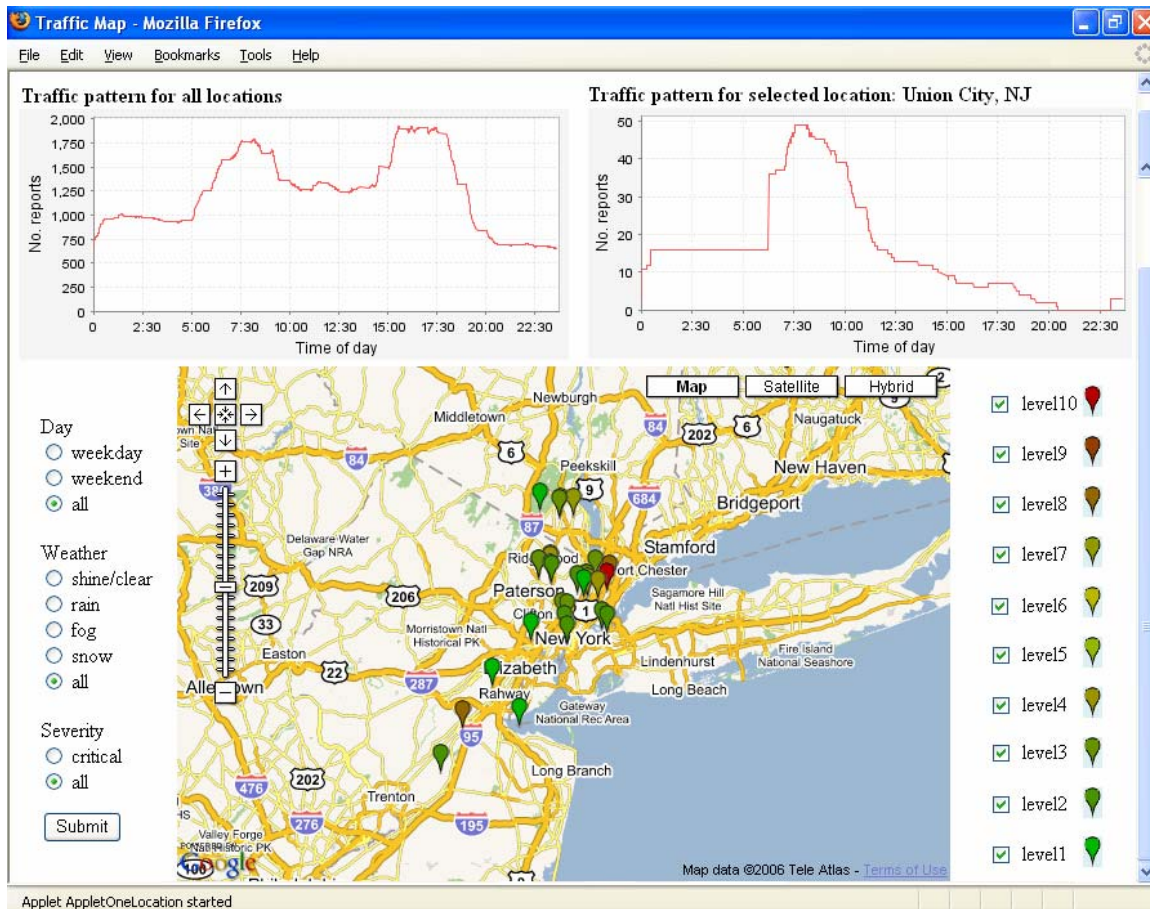 Traffic Map - Mozilla Firefox
File Edit View Bookmarks Tools Help
Traffic pattern for all locations
No. reports
2,000
1,750
1,500
1,250
1,000
750
500
250
0
0 2:30 5:00 7:30 10:00 12:30 15:00 17:30 20:00 22:30
Time of day
Traffic pattern for selected location: Union City, NJ
No. reports
50
40
30
20
10
0
0 2:30 5:00 7:30 10:00 12:30 15:00 17:30 20:00 22:30
Time of day
Day
weekday
weekend
all
Weather
shine/clear
rain
fog
snow
all
Severity
critical
all
Submit
Map Satellite Hybrid
Newburgh
Middletown
84
202
6
Naugatuck
6
84
Peekskill
New Haven
9
684
Bridgeport
87
Delaware Water
Gap NRA
Stamford
Port Chester
Paterson
209
206
Sagamore Hill
Natl Hist Site
Clifton
1
33
Morristown Natl
Historical PK
New York
Easton
Fire Island
National Seashore
Lindenhurst
22
287
Long Beach
Rahway
Gateway
National Rec Area
95
Long Branch
202
476
Trenton
276
195
Valley Forge
Natl Historic PK
POWERED BY
Google
Map data ©2006 Tele Atlas - Terms of Use
level10
level9
level8
level7
level6
level5
level4
level3
level2
level1
Applet AppletOneLocation started